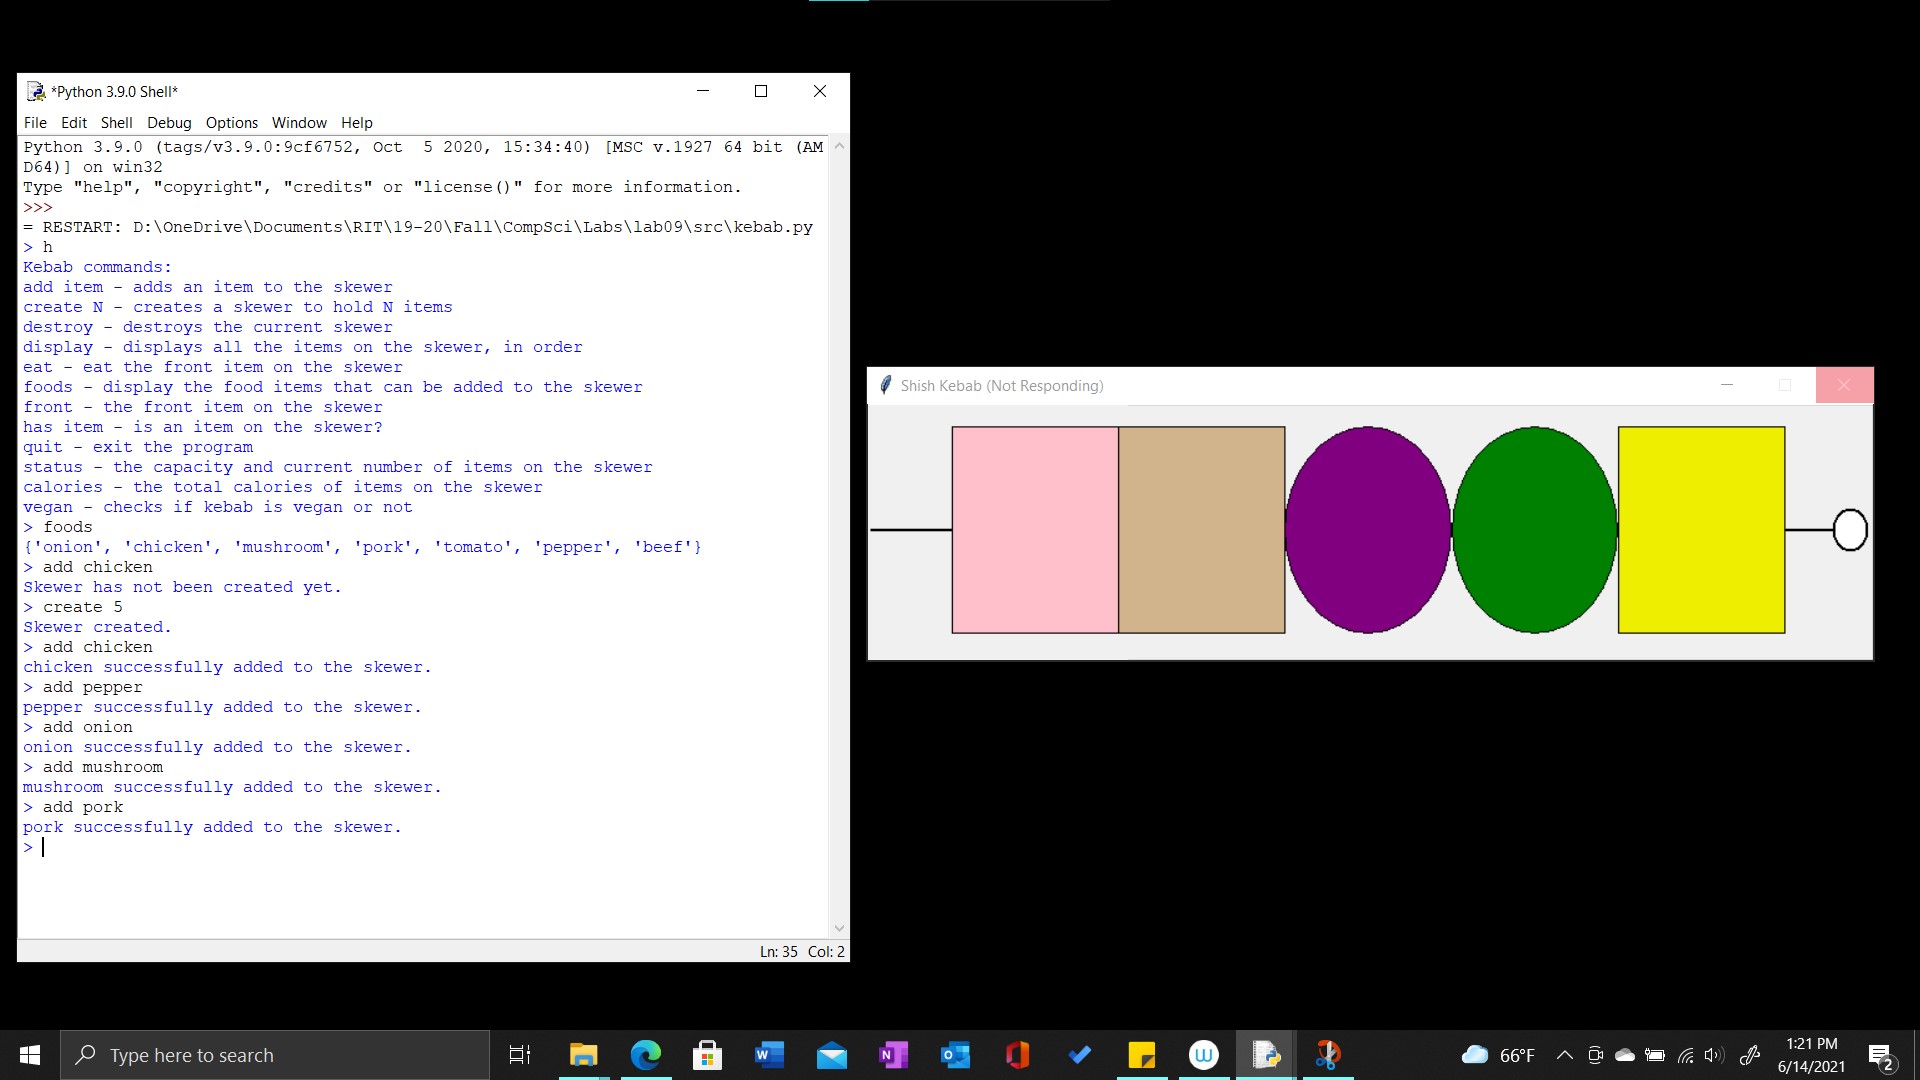 *Python 3.9.0 Shell*
File Edit Shell Debug Options Window Help
Python 3.9.0 (tags/v3.9.0:9cf6752, Oct  5 2020, 15:34:40) [MSC v.1927 64 bit (AM
D64)] on win32
Type "help", "copyright", "credits" or "license()" for more information.
>>>
= RESTART: D:\OneDrive\Documents\RIT\19-20\Fall\CompSci\Labs\lab09\src\kebab.py
> h
Kebab commands:
add item - adds an item to the skewer
create N - creates a skewer to hold N items
destroy - destroys the current skewer
display - displays all the items on the skewer, in order
eat - eat the front item on the skewer
foods - display the food items that can be added to the skewer
front - the front item on the skewer
has item - is an item on the skewer?
quit - exit the program
status - the capacity and current number of items on the skewer
calories - the total calories of items on the skewer
vegan - checks if kebab is vegan or not
> foods
{'onion', 'chicken', 'mushroom', 'pork', 'tomato', 'pepper', 'beef'}
> add chicken
Skewer has not been created yet.
> create 5
Skewer created.
> add chicken
chicken successfully added to the skewer.
> add pepper
pepper successfully added to the skewer.
> add onion
onion successfully added to the skewer.
> add mushroom
mushroom successfully added to the skewer.
> add pork
pork successfully added to the skewer.
>
Ln: 35 Col: 2
Shish Kebab (Not Responding)
Type here to search
66°F
1:21 PM
6/14/2021
2